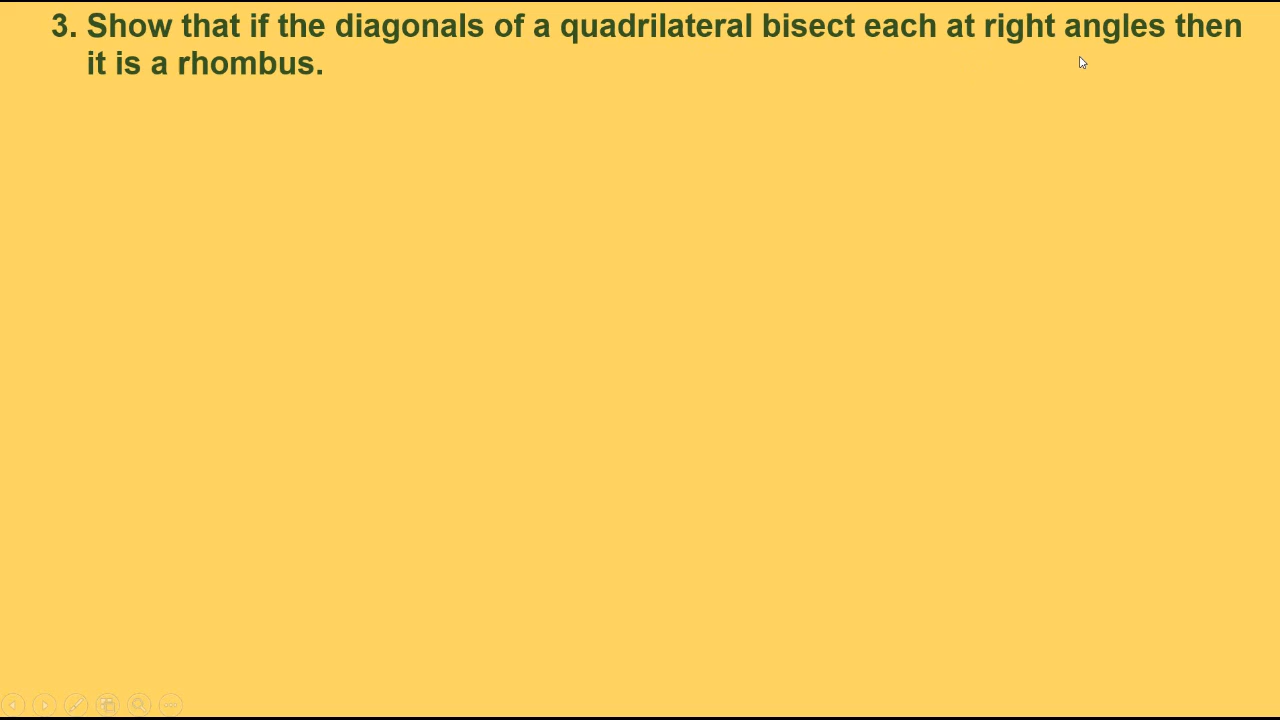 3. Show that if the diagonals of a quadrilateral bisect each at right angles then
it is a rhombus.